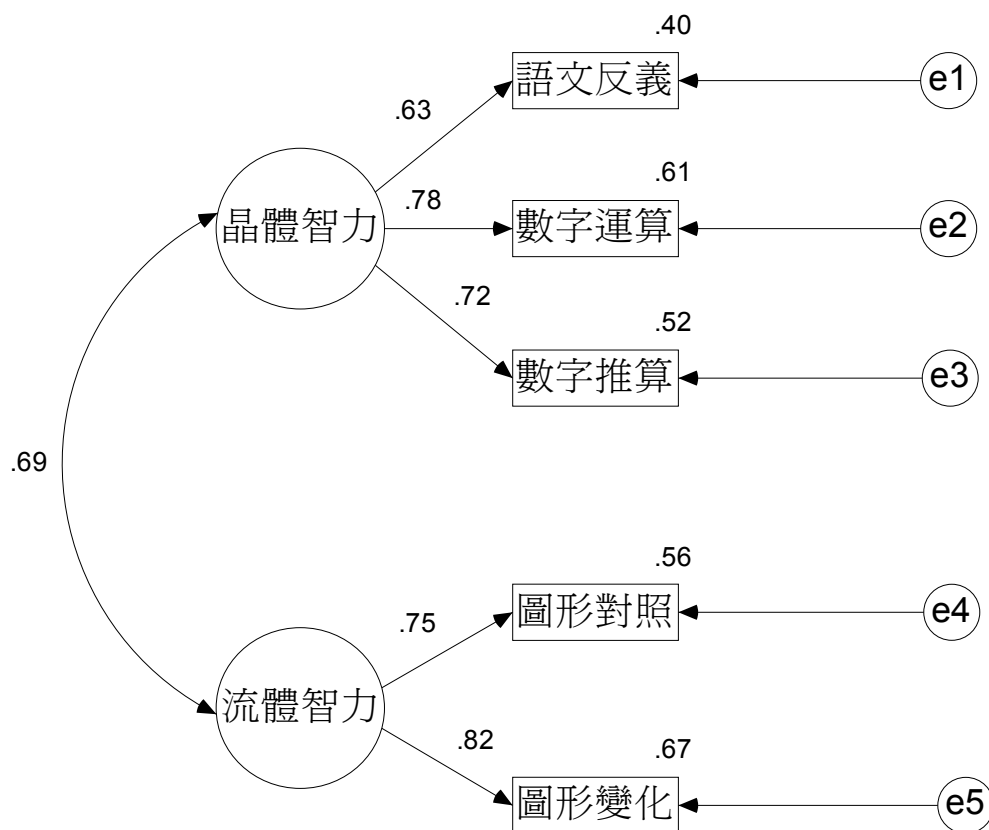 .40
語文反義
e1
.63
.61
.78
晶體智力
數字運算
e2
.72
.52
數字推算
e3
.69
.56
圖形對照
e4
.75
流體智力
.82
.67
圖形變化
e5